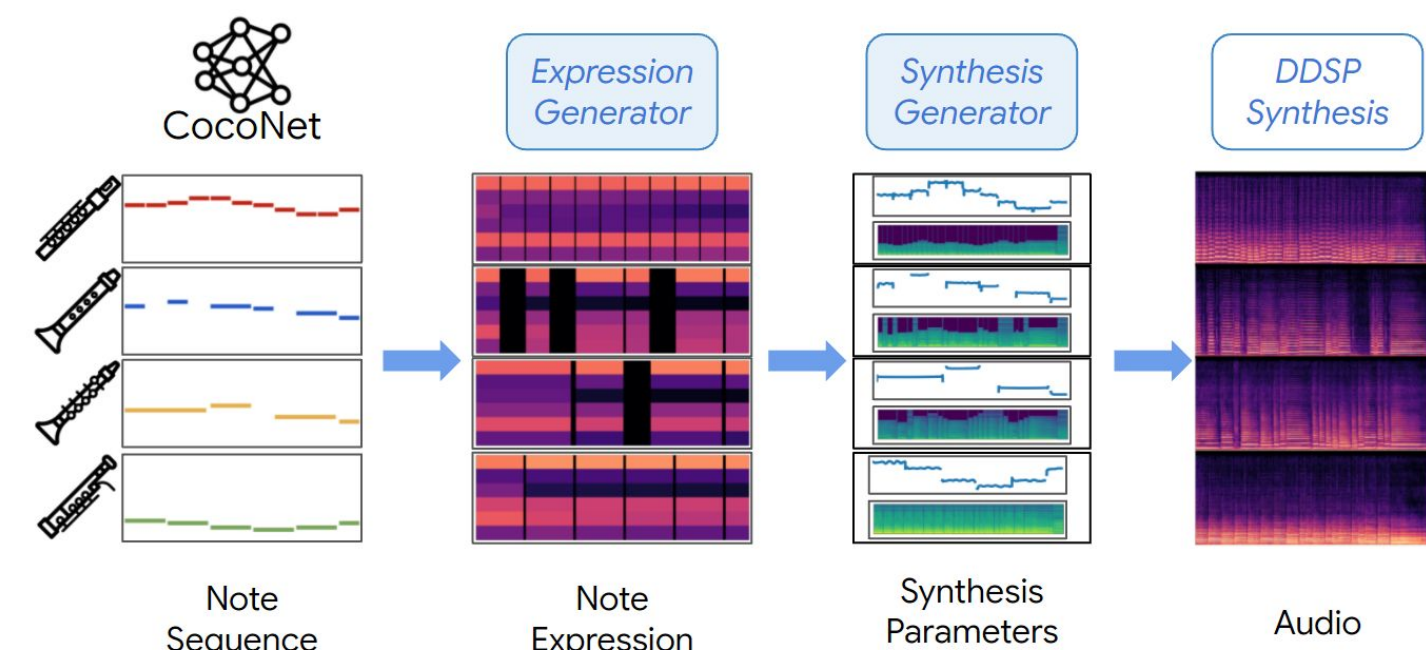 CocoNet
Expression
Generator
Synthesis
Generator
DDSP
Synthesis
Note
Sequence
Note
Expression
Synthesis
Parameters
Audio